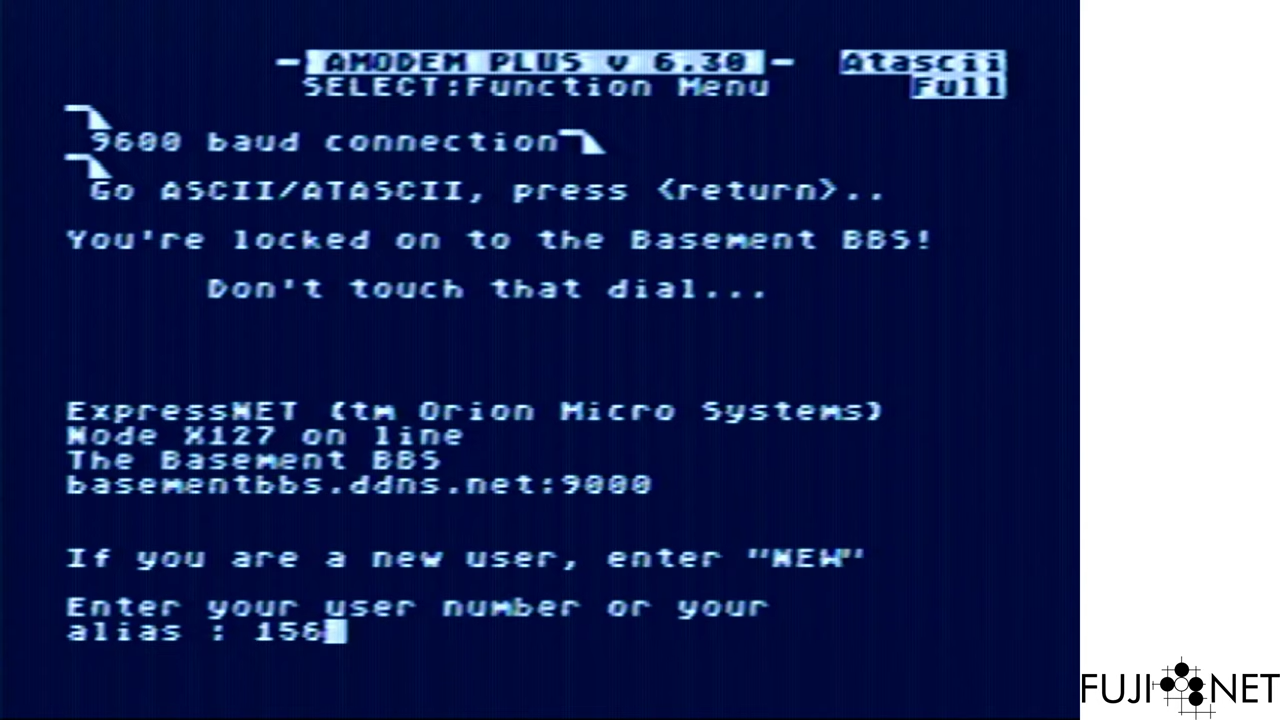 AMODEM PLUS v 6.30 Atascii
SELECT:Function Menu Full
9600 baud connection
Go ASCII/ATASCII, press <return>..
You're locked on to the Basement BBS!
Don't touch that dial...
ExpressNET (tm Orion Micro Systems)
Node X127 on line
The Basement BBS
basementbbs.ddns.net:9000
If you are a new user, enter "NEW"
Enter your user number or your
alias : 156
FUJI NET